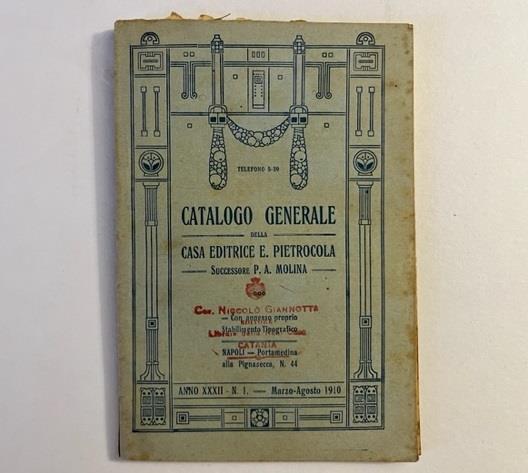 TELEFONO 5-39
CATALOGO GENERALE
DELLA
CASA EDITRICE E. PIETROCOLA
SUCCESSORE P. A. MOLINA
Cav. NICCOLÒ GIANNOTTA
— Con annesso proprio
EDITORE
Stabilimento Tipografico
CATANIA
NAPOLI — Portamedina
alla Pignasecca, N. 44
ANNO XXXII - N. 1. — Marzo-Agosto 1910